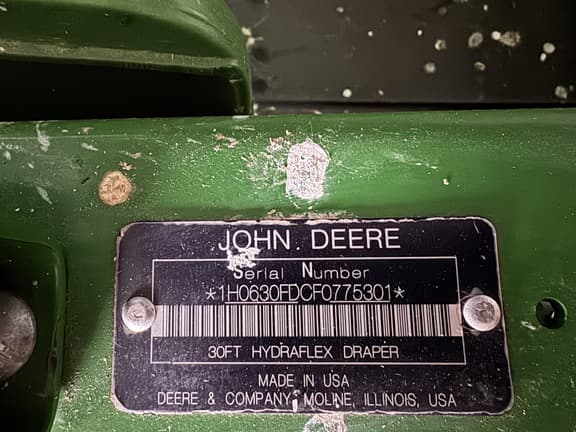 JOHN DEERE
Serial Number
*1H0630FDCF0775301*
30FT HYDRAFLEX DRAPER
MADE IN USA
DEERE & COMPANY MOLINE, ILLINOIS, USA